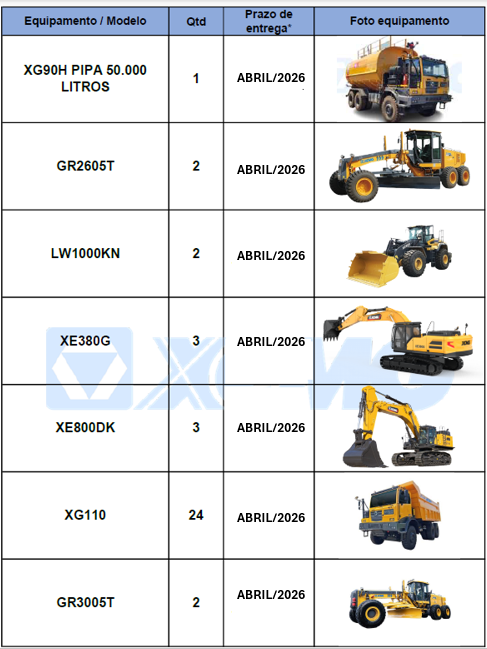 Equipamento / Modelo Qtd Prazo de entrega* Foto equipamento
XG90H PIPA 50.000
LITROS 1 ABRIL/2026
GR2605T 2 ABRIL/2026
LW1000KN 2 ABRIL/2026
XE380G 3 ABRIL/2026
XE800DK 3 ABRIL/2026
XG110 24 ABRIL/2026
GR3005T 2 ABRIL/2026